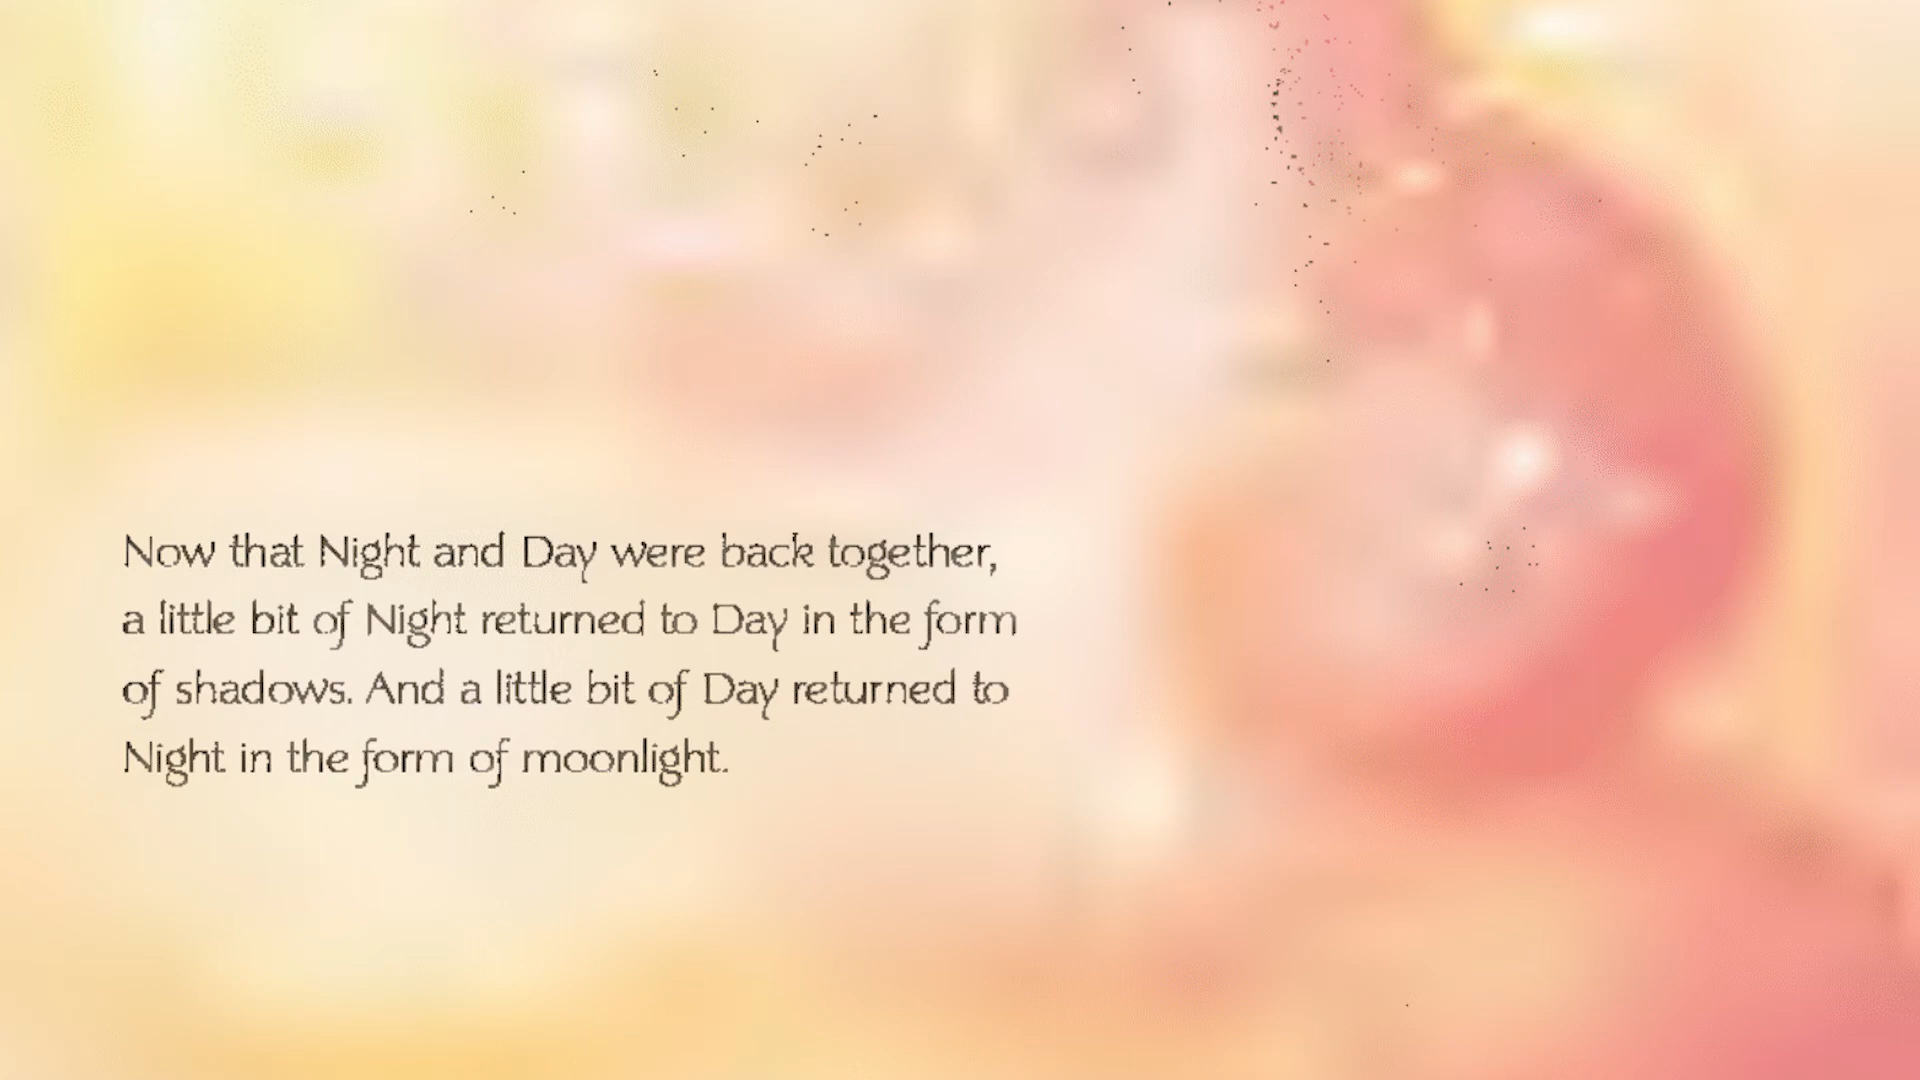 Now that Night and Day were back together,
a little bit of Night returned to Day in the form
of shadows. And a little bit of Day returned to
Night in the form of moonlight.